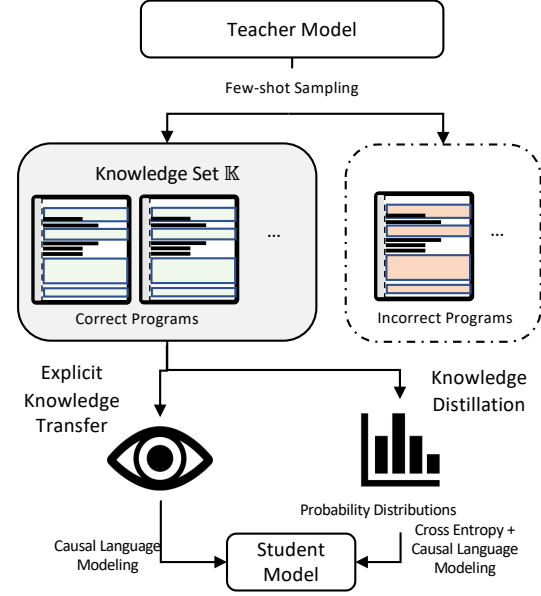 Teacher Model
Few-shot Sampling
Knowledge Set 𝕂
...
...
Correct Programs
Incorrect Programs
Explicit
Knowledge
Transfer
Knowledge
Distillation
Probability Distributions
Causal Language
Modeling
Student
Model
Cross Entropy +
Causal Language
Modeling